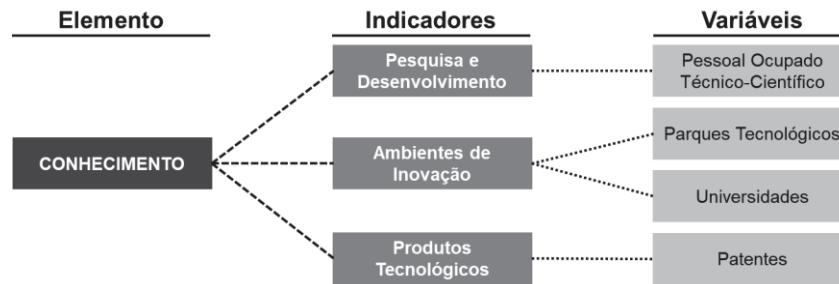 Elemento
Indicadores
Variáveis
Pesquisa e
Desenvolvimento
Pessoal Ocupado
Técnico-Científico
CONHECIMENTO
Ambientes de
Inovação
Parques Tecnológicos
Universidades
Produtos
Tecnológicos
Patentes